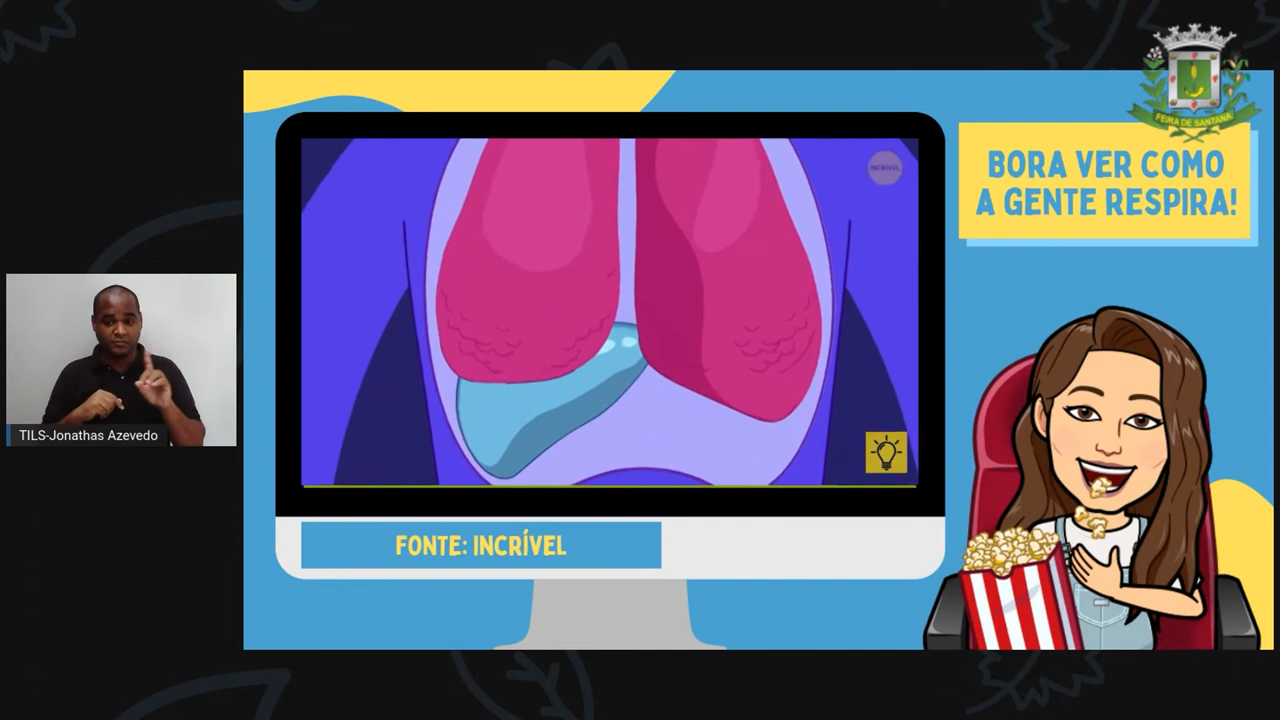 FEIRA DE SANTANA
BORA VER COMO
A GENTE RESPIRA!
INCRÍVEL
TILS-Jonathas Azevedo
FONTE: INCRÍVEL